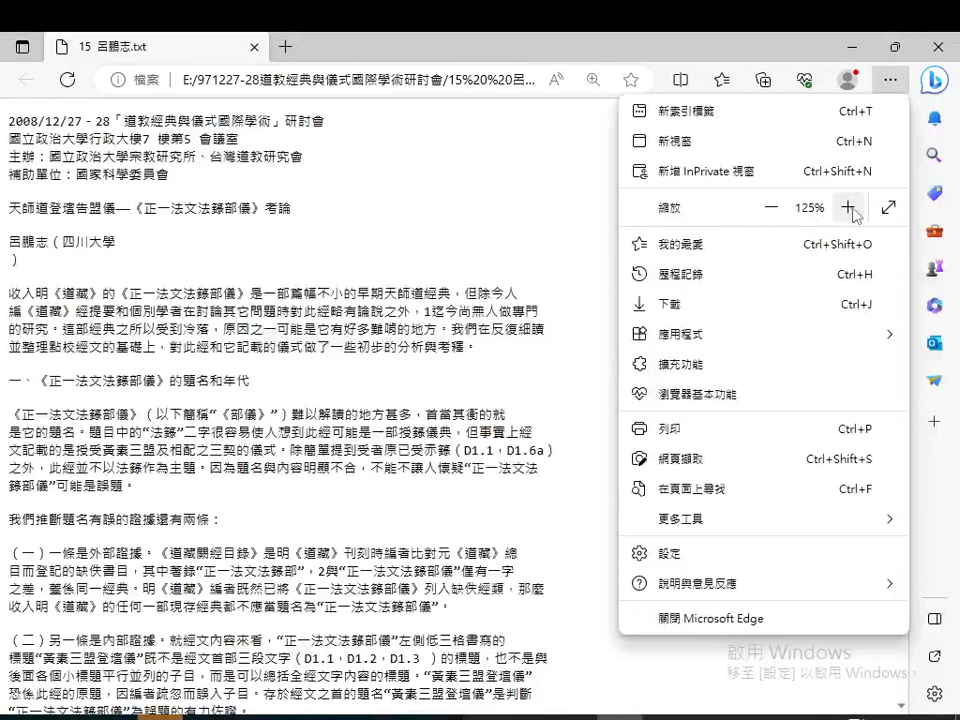 15 呂鵬志.txt
檔案
E:/971227-28道教經典與儀式國際學術研討會/15%20%20呂...
2008/12/27-28「道教經典與儀式國際學術」研討會
國立政治大學行政大樓7 樓第5 會議室
主辦：國立政治大學宗教研究所、台灣道教研究會
補助單位：國家科學委員會
天師道登壇告盟儀—《正一法文法籙部儀》考論
呂鵬志（四川大學
）
收入明《道藏》的《正一法文法籙部儀》是一部篇幅不小的早期天師道經典，但除今人
編《道藏》經提要和個別學者在討論其它問題時對此經略有論說之外，1迄今尚無人做專門
的研究。這部經典之所以受到冷落，原因之一可能是它有好多難啃的地方。我們在反復細讀
並整理點校經文的基礎上，對此經和它記載的儀式做了一些初步的分析與考釋。
一、《正一法文法籙部儀》的題名和年代
《正一法文法籙部儀》（以下簡稱“《部儀》”）難以解讀的地方甚多，首當其衝的就
是它的題名。題目中的“法籙”二字很容易使人想到此經可能是一部授籙儀典，但事實上經
文記載的是授受黃素三盟及相配之三契的儀式。除簡單提到受者原已受赤籙（D1.1，D1.6a）
之外，此經並不以法籙作為主題。因為題名與內容明顯不合，不能不讓人懷疑“正一法文法
籙部儀”可能是誤題。
我們推斷題名有誤的證據還有兩條：
（一）一條是外部證據。《道藏闕經目錄》是明《道藏》刊刻時編者比對元《道藏》總
目而登記的缺佚書目，其中著錄“正一法文法籙部”，2與“正一法文法籙部儀”僅有一字
之差，蓋係同一經典。明《道藏》編者既然已將《正一法文法籙部儀》列入缺佚經類，那麼
收入明《道藏》的任何一部現存經典都不應當題名為“正一法文法籙部儀”。
（二）另一條是內部證據。就經文內容來看，“正一法文法籙部儀”左側低三格書寫的
標題“黃素三盟登壇儀”既不是經文首部三段文字（D1.1，D1.2，D1.3 ）的標題，也不是與
後面各個小標題平行並列的子目，而是可以總括全經文字內容的標題。“黃素三盟登壇儀”
恐係此經的原題，因編者疏忽而誤入子目。存於經文之首的題名“黃素三盟登壇儀”是判斷
“正一法文法籙部儀”為誤題的有力佐證。
新索引標籤 Ctrl+T
新視窗 Ctrl+N
新增 InPrivate 視窗 Ctrl+Shift+N
縮放 125%
我的最愛 Ctrl+Shift+O
歷程記錄 Ctrl+H
下載 Ctrl+J
應用程式
擴充功能
瀏覽器基本功能
列印 Ctrl+P
網頁擷取 Ctrl+Shift+S
在頁面上尋找 Ctrl+F
更多工具
設定
說明與意見反應
關閉 Microsoft Edge
啟用 Windows
移至 [設定] 以啟用 Windows。